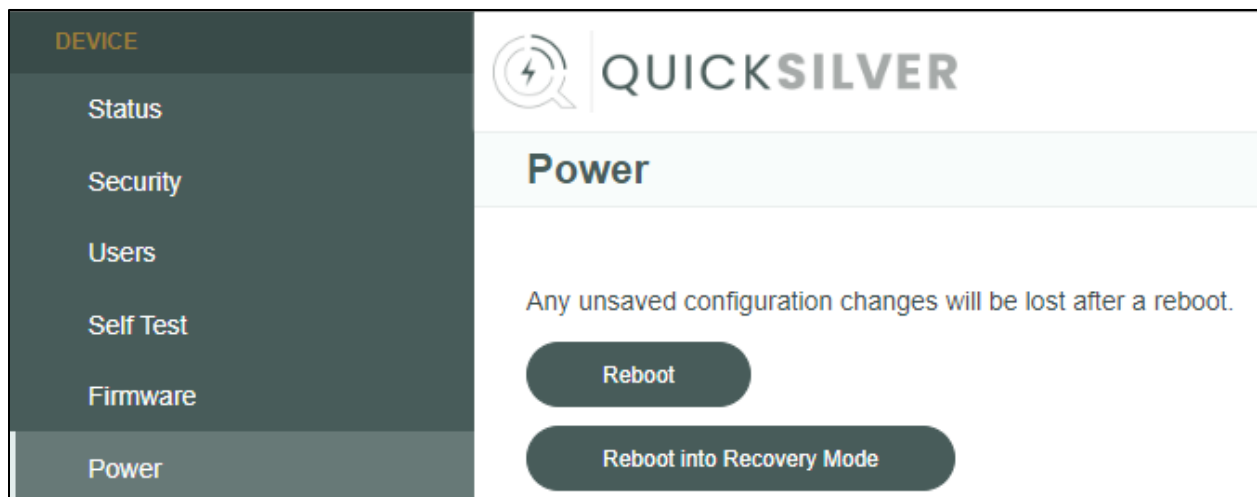 DEVICE
Status
Security
Users
Self Test
Firmware
Power
QUICKSILVER
Power
Any unsaved configuration changes will be lost after a reboot.
Reboot
Reboot into Recovery Mode